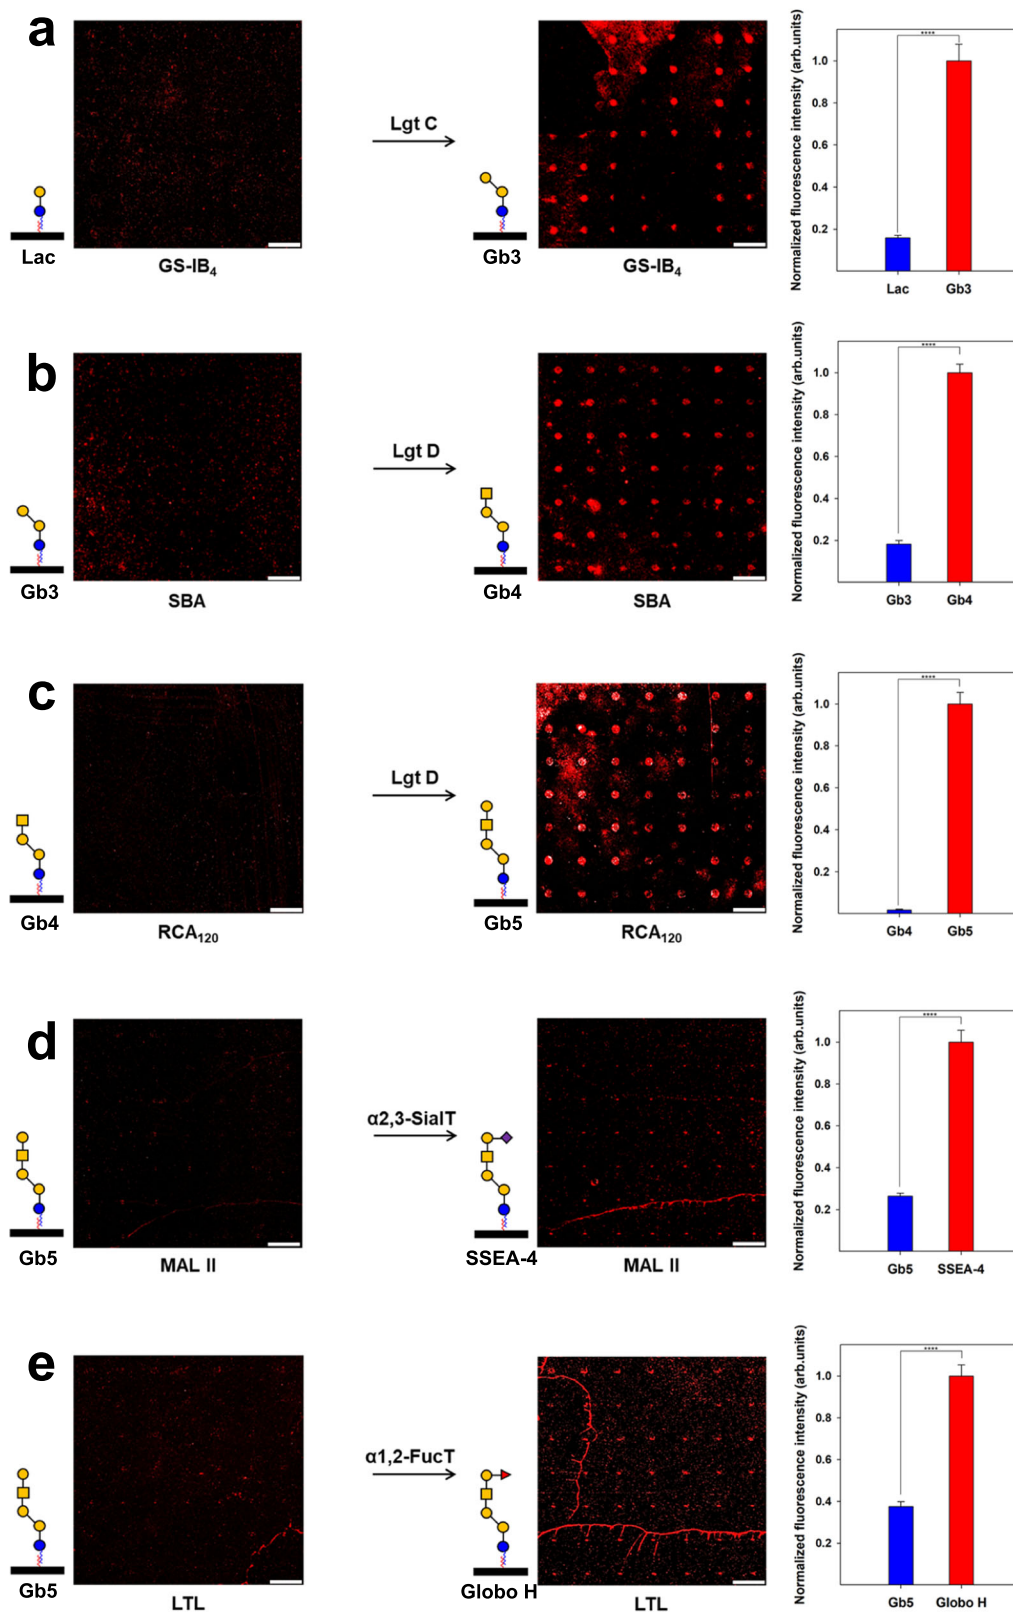 a
Lac
GS-IB4
Lgt C
Gb3
GS-IB4
Normalized fluorescence intensity (arb.units)
****
1.0
0.8
0.6
0.4
0.2
Lac Gb3
b
Gb3
SBA
Lgt D
Gb4
SBA
Normalized fluorescence intensity (arb.units)
****
1.0
0.8
0.6
0.4
0.2
Gb3 Gb4
c
Gb4
RCA120
Lgt D
Gb5
RCA120
Normalized fluorescence intensity (arb.units)
****
1.0
0.8
0.6
0.4
0.2
Gb4 Gb5
d
Gb5
MAL II
α2,3-SialT
SSEA-4
MAL II
Normalized fluorescence intensity (arb.units)
****
1.0
0.8
0.6
0.4
0.2
Gb5 SSEA-4
e
Gb5
LTL
α1,2-FucT
Globo H
LTL
Normalized fluorescence intensity (arb.units)
****
1.0
0.8
0.6
0.4
0.2
Gb5 Globo H